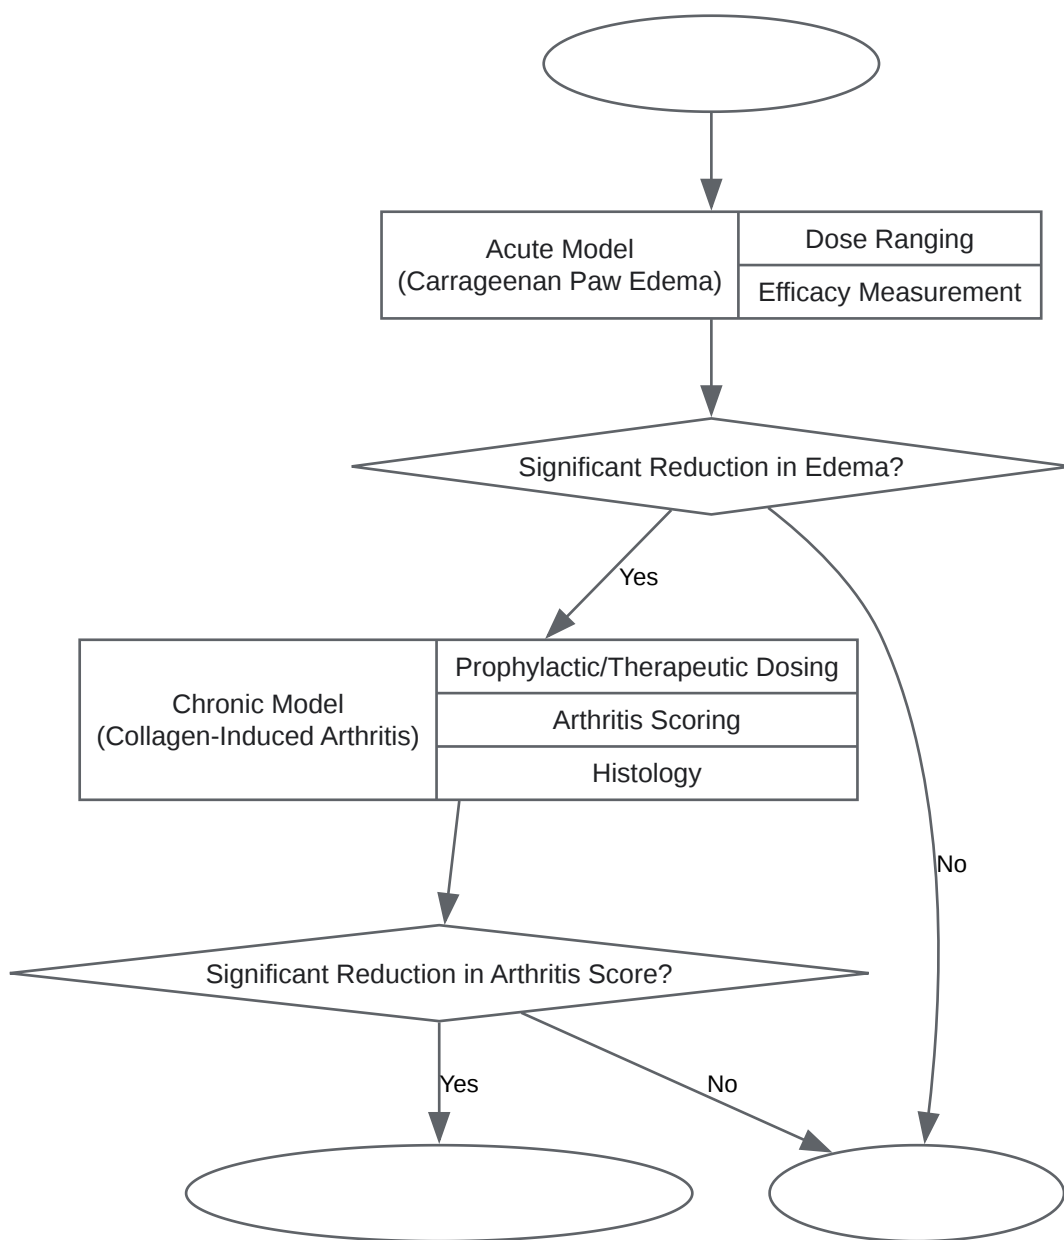 Acute Model
(Carrageenan Paw Edema)
Dose Ranging
Efficacy Measurement
Significant Reduction in Edema?
Yes
Chronic Model
(Collagen-Induced Arthritis)
Prophylactic/Therapeutic Dosing
Arthritis Scoring
Histology
No
Significant Reduction in Arthritis Score?
Yes
No